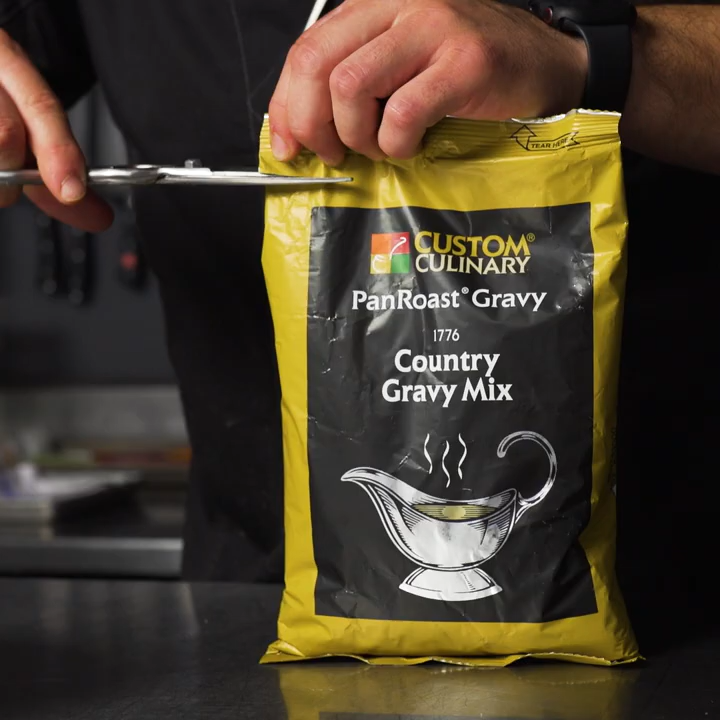 TEAR HERE
CUSTOM®
CULINARY
PanRoast® Gravy
1776
Country
Gravy Mix